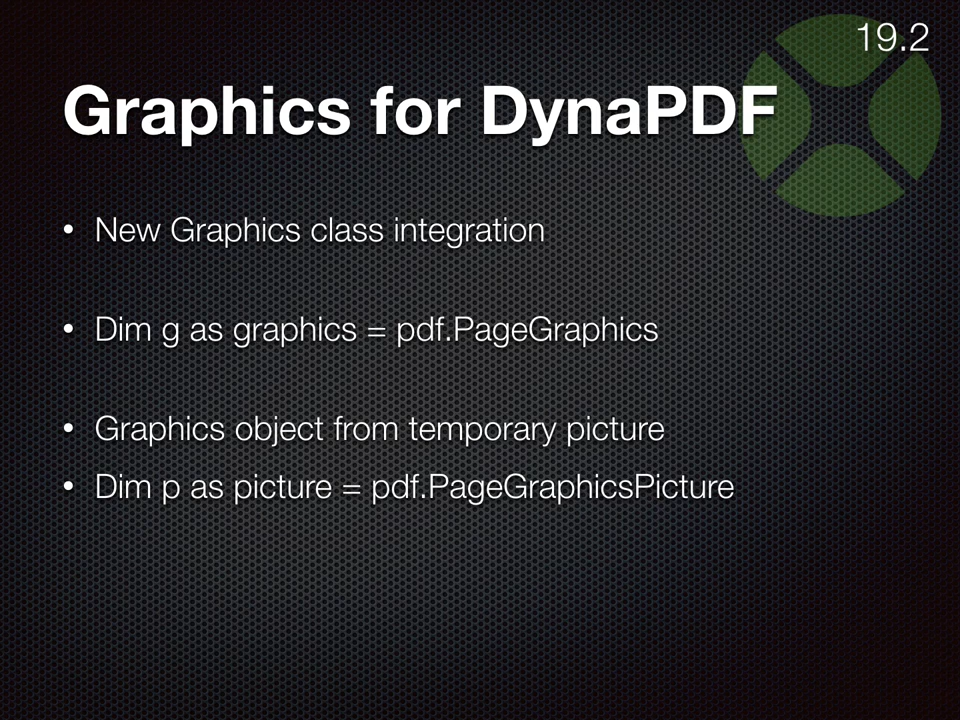 19.2
Graphics for DynaPDF
• New Graphics class integration
• Dim g as graphics = pdf.PageGraphics
• Graphics object from temporary picture
• Dim p as picture = pdf.PageGraphicsPicture